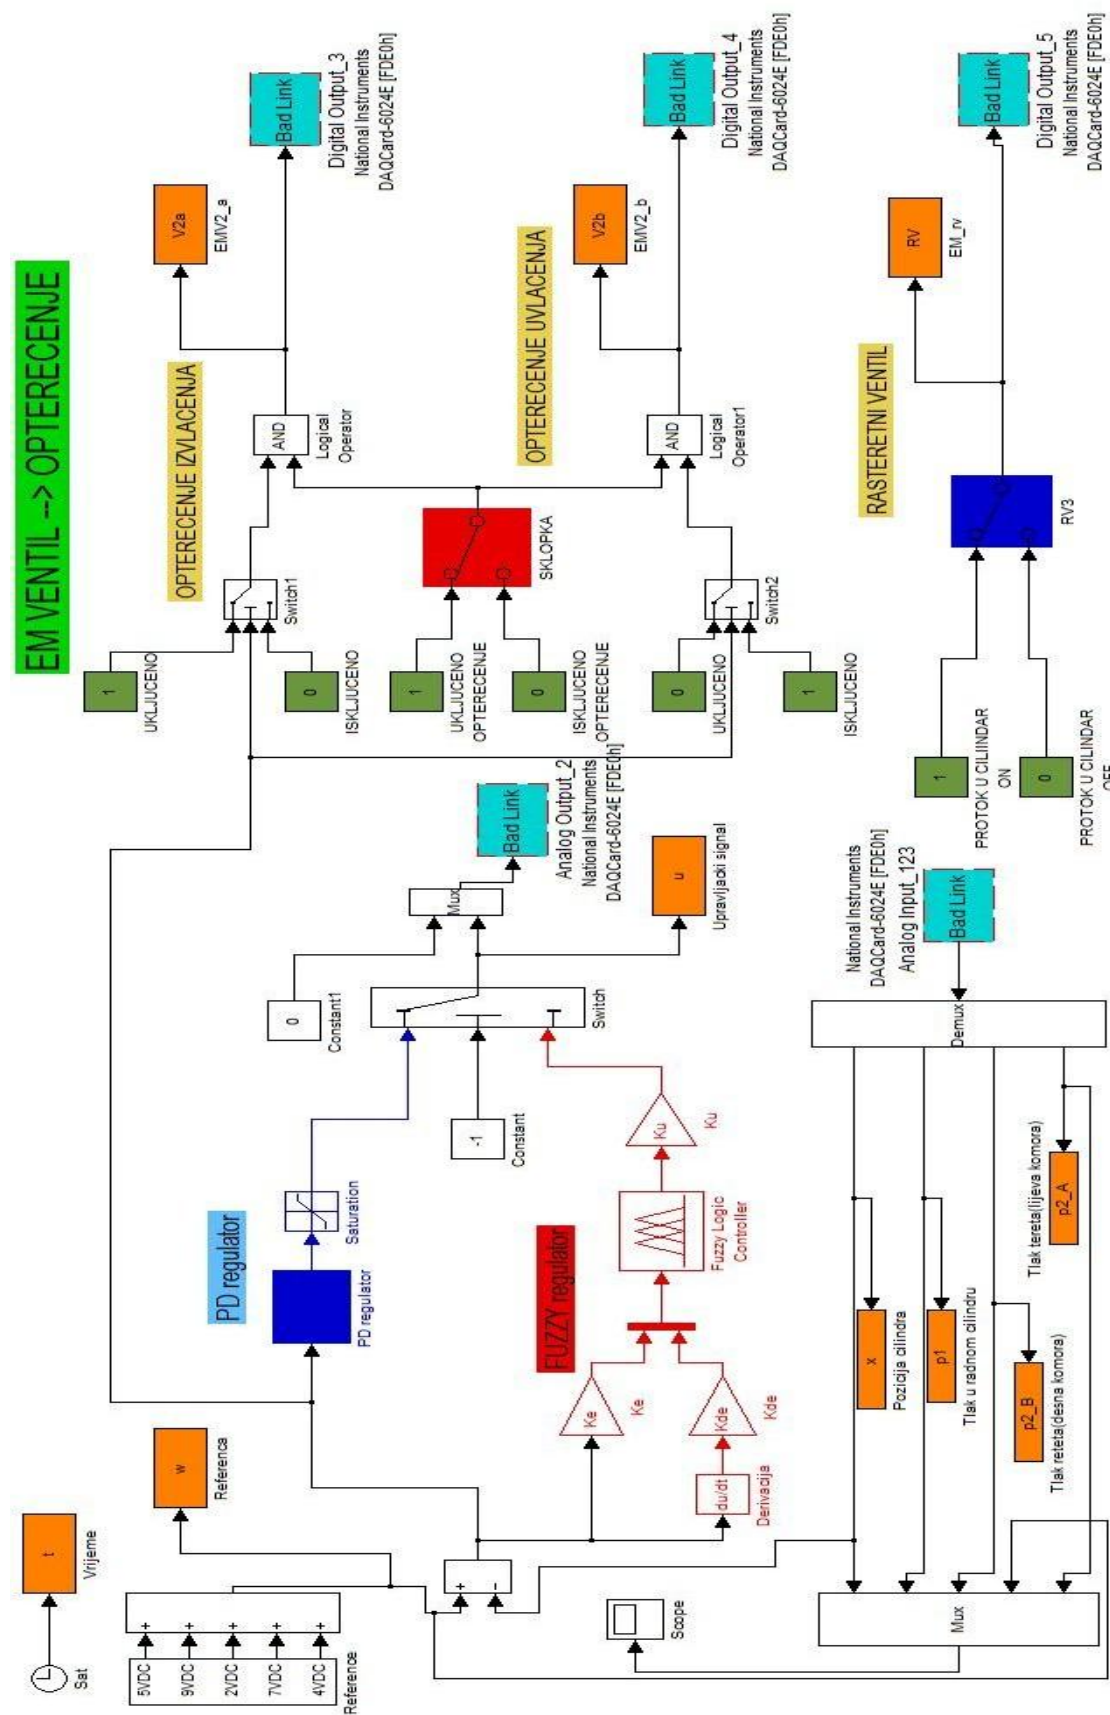 EM VENTIL --> OPTERECENJE
t
Vrijeme
Sat
5VDC
9VDC
2VDC
7VDC
4VDC
Reference
+
+
+
+
+
w
Referenca
+
-
PD regulator
PD regulator
Saturation
FUZZY regulator
Ke
Ke
du/dt
Derivacija
Kde
Kde
Fuzzy Logic
Controller
Ku
Ku
-1
Constant
0
Constant1
Switch
Mux
Bad Link
Analog Output_2
National Instruments
DAQCard-6024E [FDE0h]
u
Upravljacki signal
1
UKLJUCENO
0
ISKLJUCENO
Switch1
OPTERECENJE IZVLACENJA
1
UKLJUCENO
OPTERECENJE
0
ISKLJUCENO
OPTERECENJE
SKLOPKA
0
UKLJUCENO
1
ISKLJUCENO
Switch2
AND
Logical
Operator
V2a
EMV2_a
Bad Link
Digital Output_3
National Instruments
DAQCard-6024E [FDE0h]
OPTERECENJE UVLACENJA
AND
Logical
Operator1
V2b
EMV2_b
Bad Link
Digital Output_4
National Instruments
DAQCard-6024E [FDE0h]
RASTERETNI VENTIL
1
PROTOK U CILIINDAR
ON
0
PROTOK U CILINDAR
OFF
RV3
RV
EM_rv
Bad Link
Digital Output_5
National Instruments
DAQCard-6024E [FDE0h]
Scope
Mux
x
Pozicija cilindra
p1
Tlak u radnom cilindru
p2_B
Tlak reteta(desna komora)
p2_A
Tlak tereta(lijeva komora)
Demux
National Instruments
DAQCard-6024E [FDE0h]
Analog Input_123
Bad Link